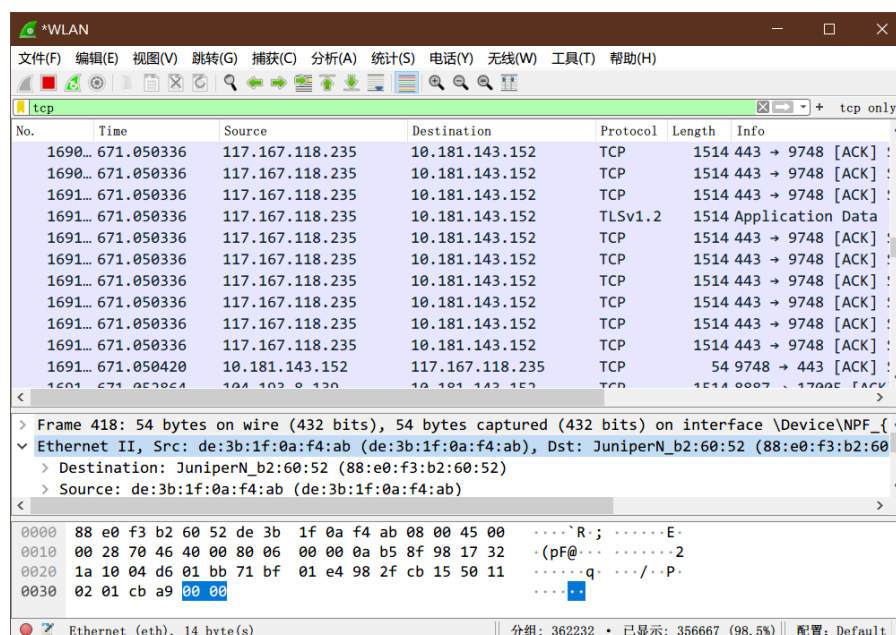 *WLAN
文件(F) 编辑(E) 视图(V) 跳转(G) 捕获(C) 分析(A) 统计(S) 电话(Y) 无线(W) 工具(T) 帮助(H)
tcp + tcp only
No. Time Source Destination Protocol Length Info
1690… 671.050336 117.167.118.235 10.181.143.152 TCP 1514 443 → 9748 [ACK]
1690… 671.050336 117.167.118.235 10.181.143.152 TCP 1514 443 → 9748 [ACK]
1691… 671.050336 117.167.118.235 10.181.143.152 TCP 1514 443 → 9748 [ACK]
1691… 671.050336 117.167.118.235 10.181.143.152 TLSv1.2 1514 Application Data
1691… 671.050336 117.167.118.235 10.181.143.152 TCP 1514 443 → 9748 [ACK]
1691… 671.050336 117.167.118.235 10.181.143.152 TCP 1514 443 → 9748 [ACK]
1691… 671.050336 117.167.118.235 10.181.143.152 TCP 1514 443 → 9748 [ACK]
1691… 671.050336 117.167.118.235 10.181.143.152 TCP 1514 443 → 9748 [ACK]
1691… 671.050336 117.167.118.235 10.181.143.152 TCP 1514 443 → 9748 [ACK]
1691… 671.050336 117.167.118.235 10.181.143.152 TCP 1514 443 → 9748 [ACK]
1691… 671.050420 10.181.143.152 117.167.118.235 TCP 54 9748 → 443 [ACK]
1691 671.052864 104.193.8.139 10.181.143.152 TCP 1514 8887 → 17005 [ACK
Frame 418: 54 bytes on wire (432 bits), 54 bytes captured (432 bits) on interface \Device\NPF_{
Ethernet II, Src: de:3b:1f:0a:f4:ab (de:3b:1f:0a:f4:ab), Dst: JuniperN_b2:60:52 (88:e0:f3:b2:60
Destination: JuniperN_b2:60:52 (88:e0:f3:b2:60:52)
Source: de:3b:1f:0a:f4:ab (de:3b:1f:0a:f4:ab)
0000 88 e0 f3 b2 60 52 de 3b 1f 0a f4 ab 08 00 45 00 ····`R·; ······E·
0010 00 28 70 46 40 00 80 06 00 00 0a b5 8f 98 17 32 ·(pF@··· ·······2
0020 1a 10 04 d6 01 bb 71 bf 01 e4 98 2f cb 15 50 11 ······q· ···/··P·
0030 02 01 cb a9 00 00 ······
Ethernet (eth), 14 byte(s) 分组: 362232 · 已显示: 356667 (98.5%) 配置: Default